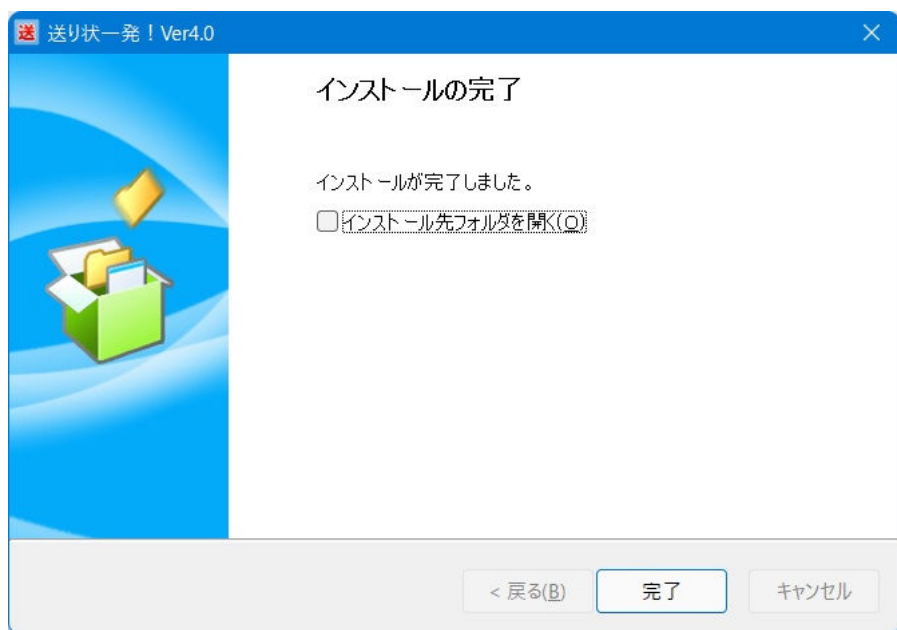 送 送り状一発！Ver4.0
インストールの完了
インストールが完了しました。
インストール先フォルダを開く(O)
< 戻る(B) 完了 キャンセル